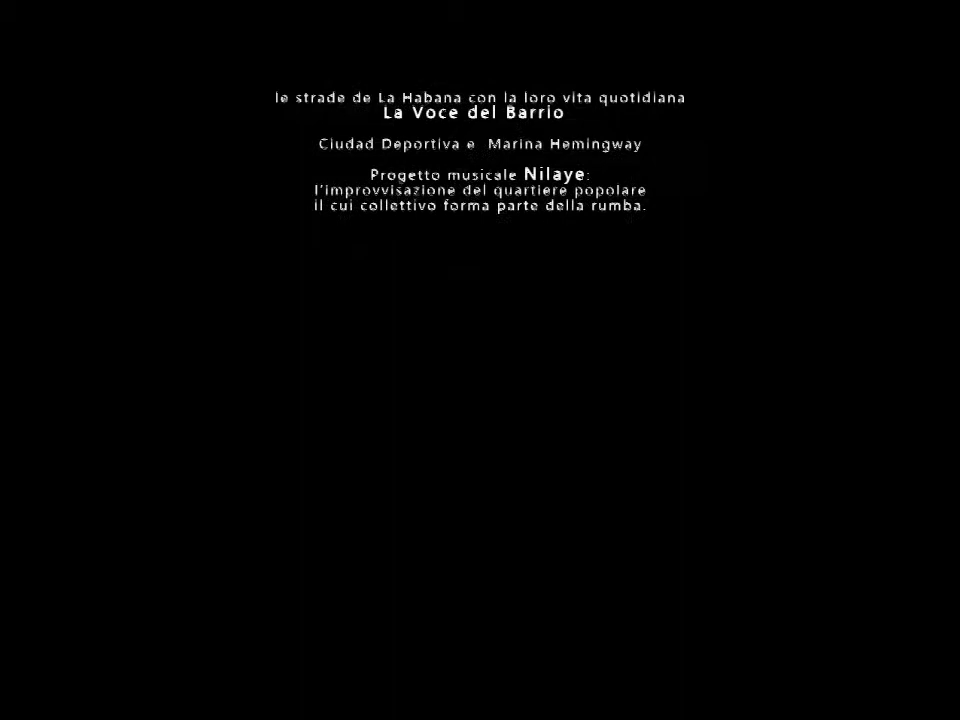 le strade de La Habana con la loro vita quotidiana
La Voce del Barrio
Ciudad Deportiva e Marina Hemingway
Progetto musicale Nilaye:
l'improvvisazione del quartiere popolare
il cui collettivo forma parte della rumba.